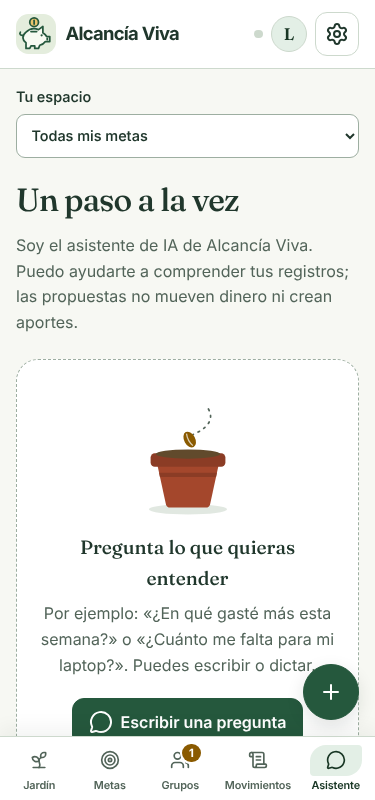 Alcancía Viva
L
Tu espacio
Todas mis metas
Un paso a la vez
Soy el asistente de IA de Alcancía Viva.
Puedo ayudarte a comprender tus registros;
las propuestas no mueven dinero ni crean
aportes.
Pregunta lo que quieras
entender
Por ejemplo: «¿En qué gasté más esta
semana?» o «¿Cuánto me falta para mi
laptop?». Puedes escribir o dictar.
Escribir una pregunta
1
Jardín
Metas
Grupos
Movimientos
Asistente